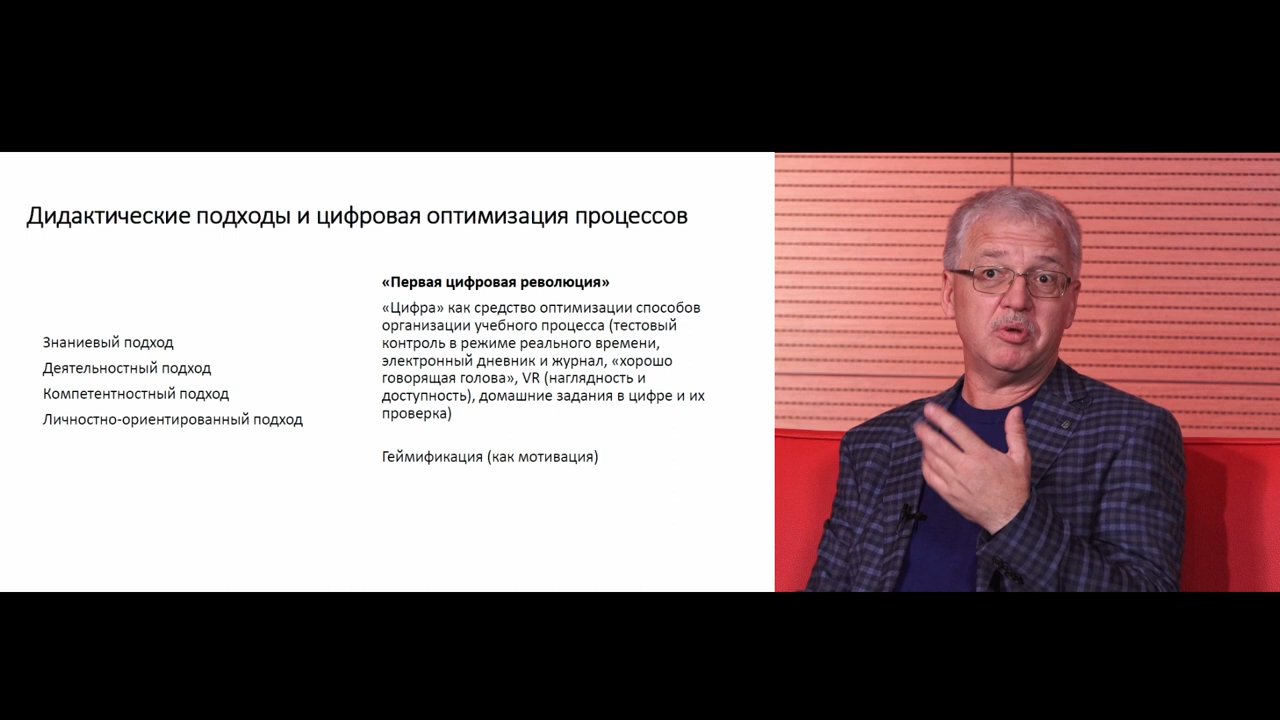 Дидактические подходы и цифровая оптимизация процессов
Знаниевый подход
Деятельностный подход
Компетентностный подход
Личностно-ориентированный подход
«Первая цифровая революция»
«Цифра» как средство оптимизации способов
организации учебного процесса (тестовый
контроль в режиме реального времени,
электронный дневник и журнал, «хорошо
говорящая голова», VR (наглядность и
доступность), домашние задания в цифре и их
проверка)
Геймификация (как мотивация)